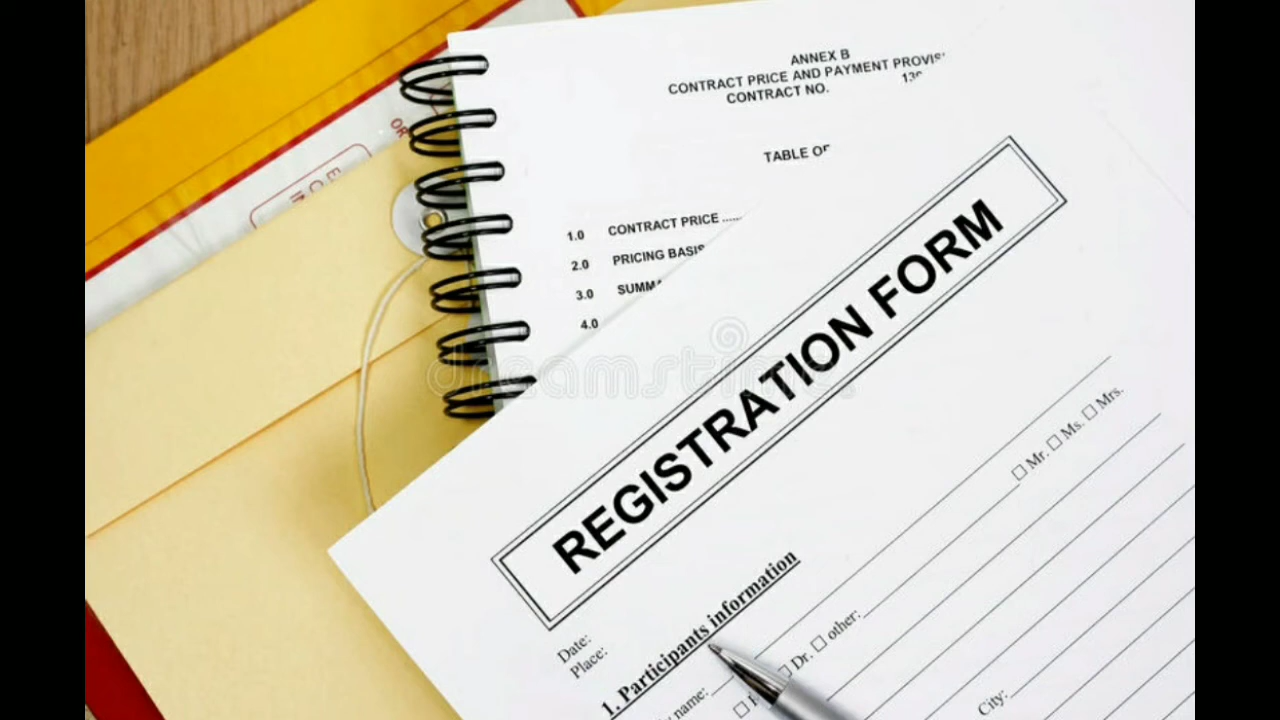 ANNEX B
CONTRACT PRICE AND PAYMENT
CONTRACT NO.
TABLE OF
1.0 CONTRACT PRICE ......
2.0 PRICING BASIS
3.0
4.0
dreamstime
REGISTRATION FORM
Date:
Place:
1. Participants information
name:
Dr. other:
Mr. Ms. Mrs.
City: